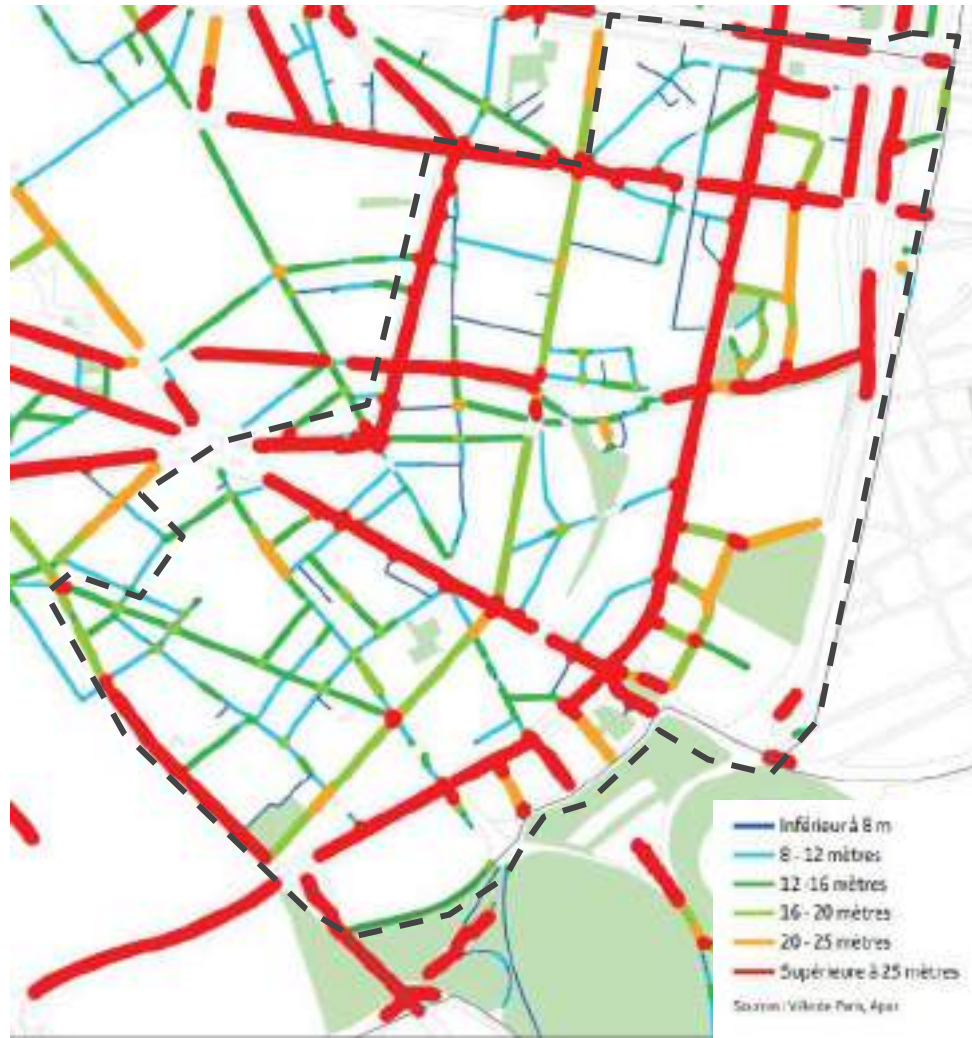 Inférieur à 8 m
8 - 12 mètres
12 -16 mètres
16 - 20 mètres
20 - 25 mètres
Supérieure à 25 mètres
Sources : Ville de Paris, Apur